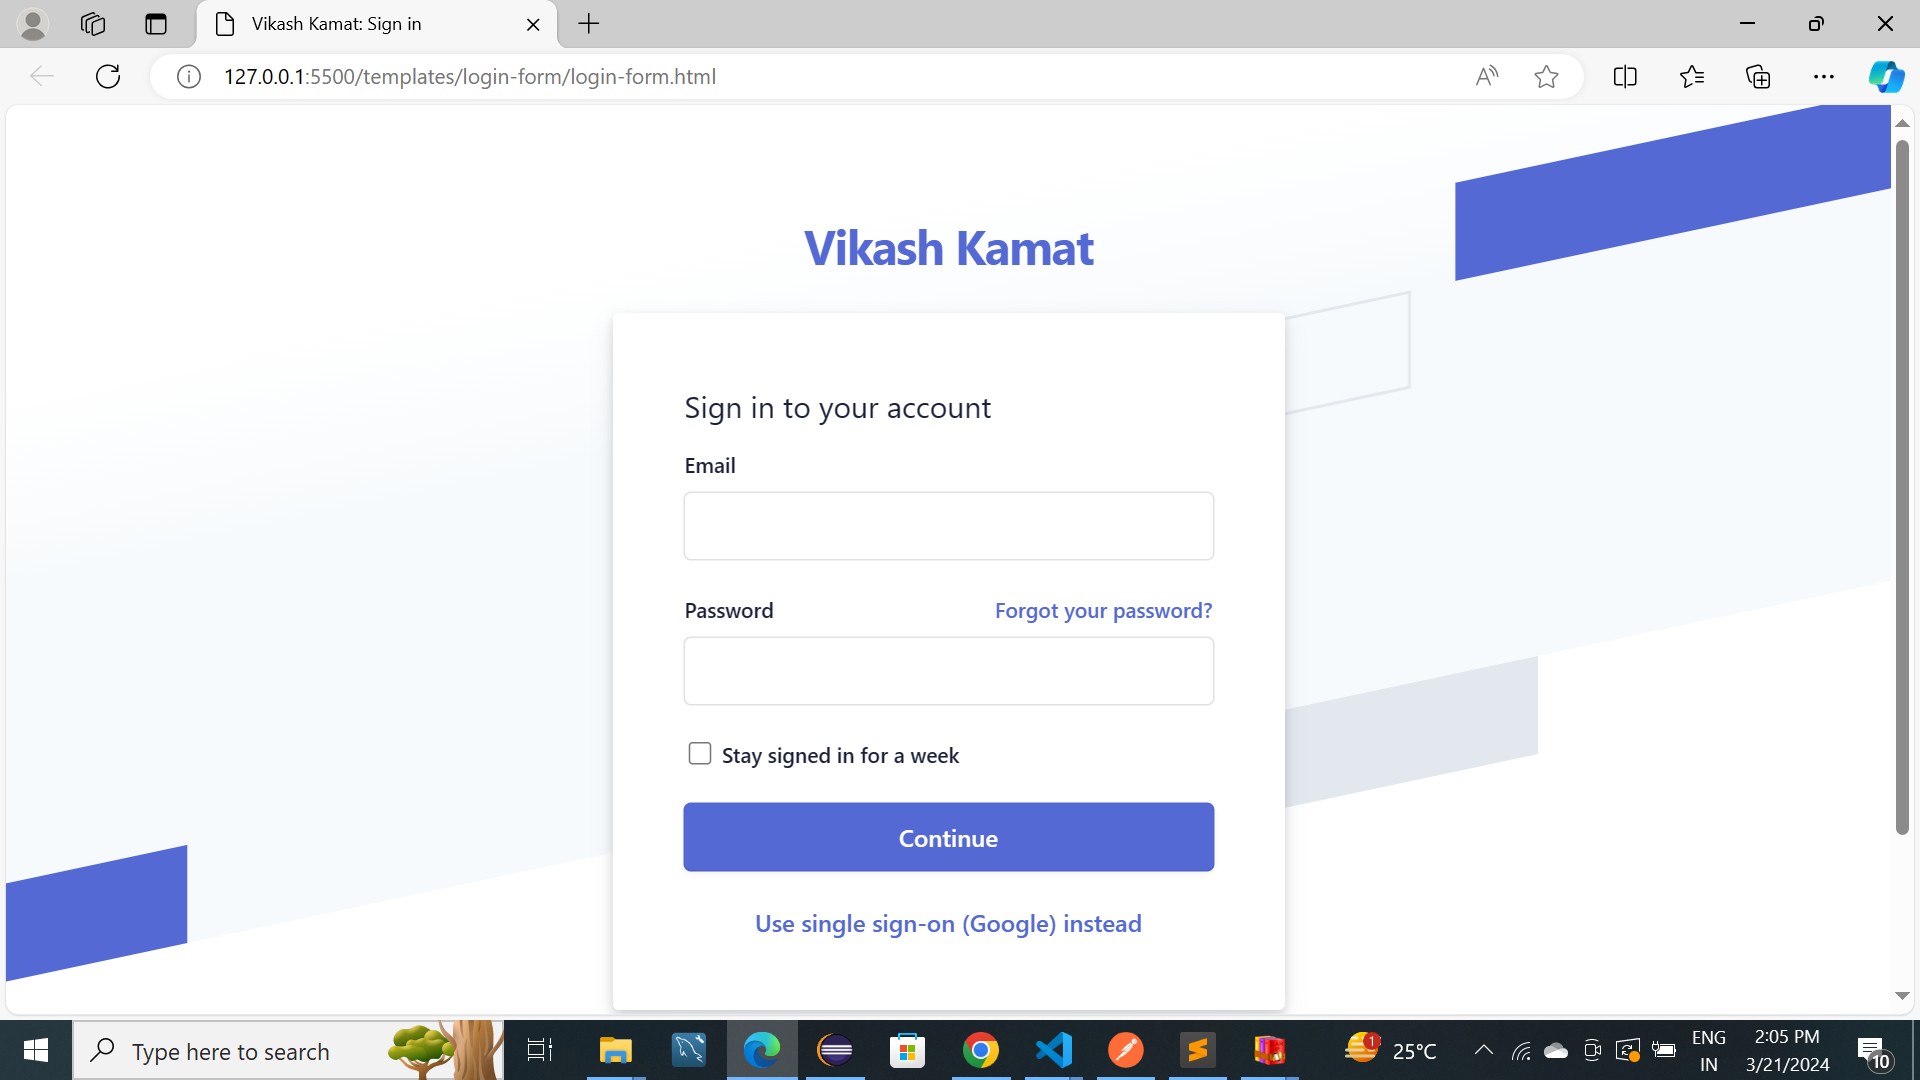 Vikash Kamat: Sign in
127.0.0.1:5500/templates/login-form/login-form.html
Vikash Kamat
Sign in to your account
Email
Password
Forgot your password?
Stay signed in for a week
Continue
Use single sign-on (Google) instead
Type here to search
1
25°C
ENG
IN
2:05 PM
3/21/2024
10